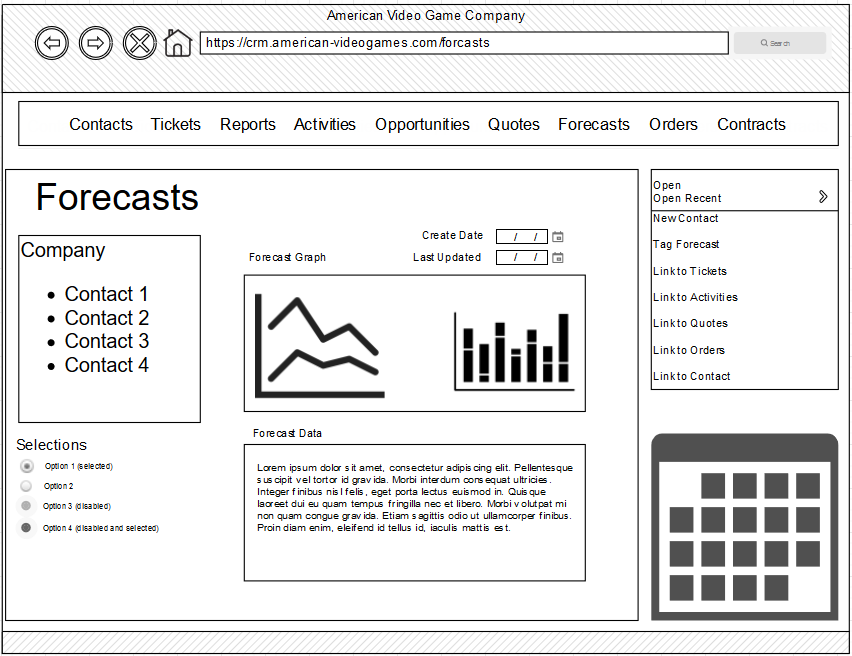 American Video Game Company
https://crm.american-videogames.com/forcasts
Search
Contacts Tickets Reports Activities Opportunities Quotes Forecasts Orders Contracts
Forecasts
Company
• Contact 1
• Contact 2
• Contact 3
• Contact 4
Selections
Option 1 (selected)
Option 2
Option 3 (disabled)
Option 4 (disabled and selected)
Create Date / /
Last Updated / /
Forecast Graph
Forecast Data
Lorem ipsum dolor sit amet, consectetur adipiscing elit. Pellentesque
suscipit vel tortor id gravida. Morbi interdum consequat ultricies.
Integer finibus nisl felis, eget porta lectus euismod in. Quisque
laoreet dui eu quam tempus fringilla nec et libero. Morbi volutpat mi
non quam congue gravida. Etiam sagittis odio ut ullamcorper finibus.
Proin diam enim, eleifend id tellus id, iaculis mattis est.
Open
Open Recent
New Contact
Tag Forecast
Link to Tickets
Link to Activities
Link to Quotes
Link to Orders
Link to Contact